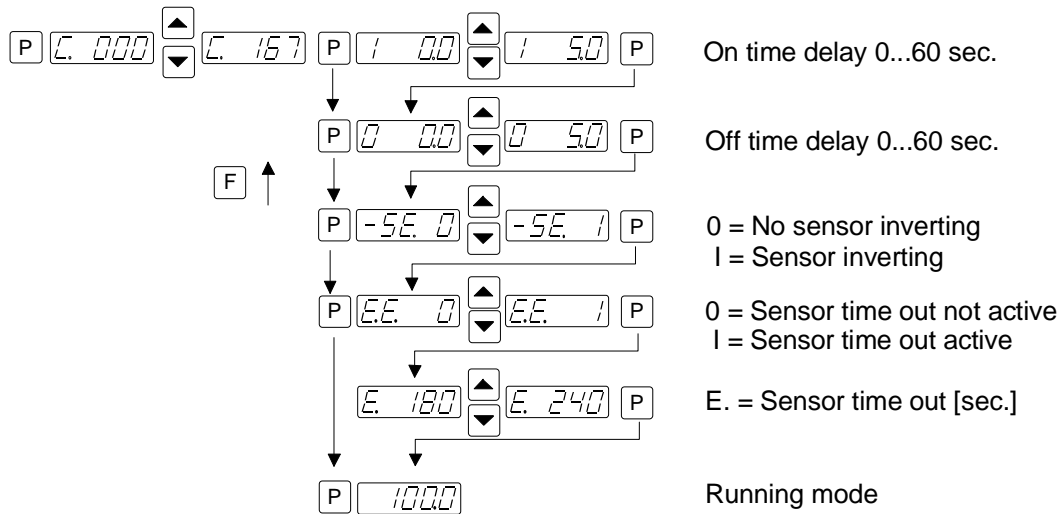 P C. 000 C. 167 P I 0.0 I 5.0 P On time delay 0...60 sec.
P 0 0.0 0 5.0 P Off time delay 0...60 sec.
F
P -SE. 0 -SE. 1 P 0 = No sensor inverting
I = Sensor inverting
P E.E. 0 E.E. 1 P 0 = Sensor time out not active
I = Sensor time out active
E. 180 E. 240 P E. = Sensor time out [sec.]
P 100.0 Running mode